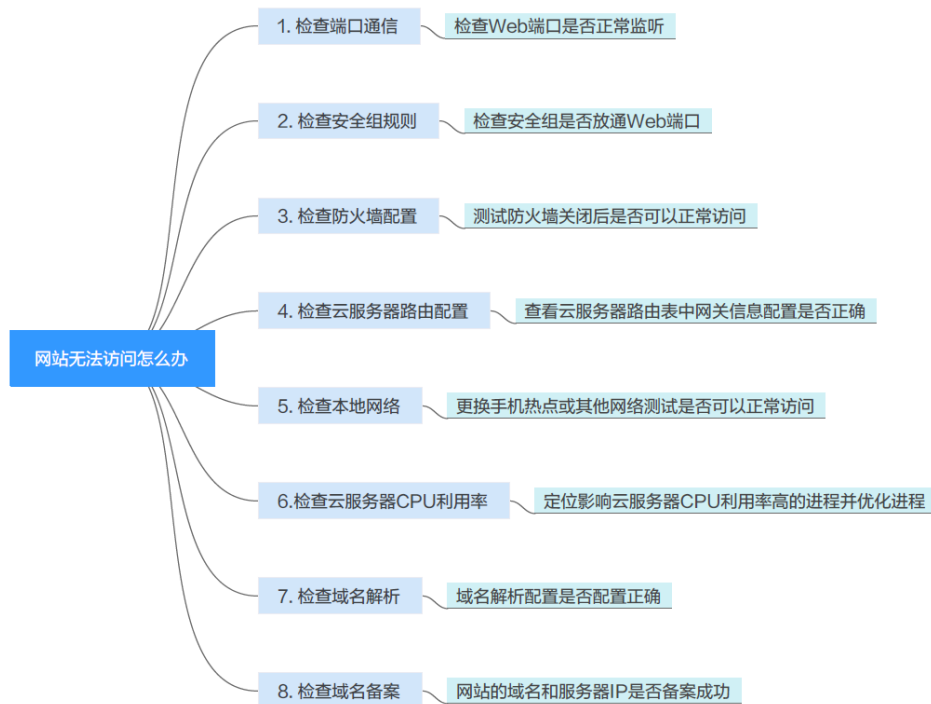 1. 检查端口通信
检查Web端口是否正常监听
2. 检查安全组规则
检查安全组是否放通Web端口
3. 检查防火墙配置
测试防火墙关闭后是否可以正常访问
4. 检查云服务器路由配置
查看云服务器路由表中网关信息配置是否正确
网站无法访问怎么办
5. 检查本地网络
更换手机热点或其他网络测试是否可以正常访问
6.检查云服务器CPU利用率
定位影响云服务器CPU利用率高的进程并优化进程
7. 检查域名解析
域名解析配置是否配置正确
8. 检查域名备案
网站的域名和服务器IP是否备案成功